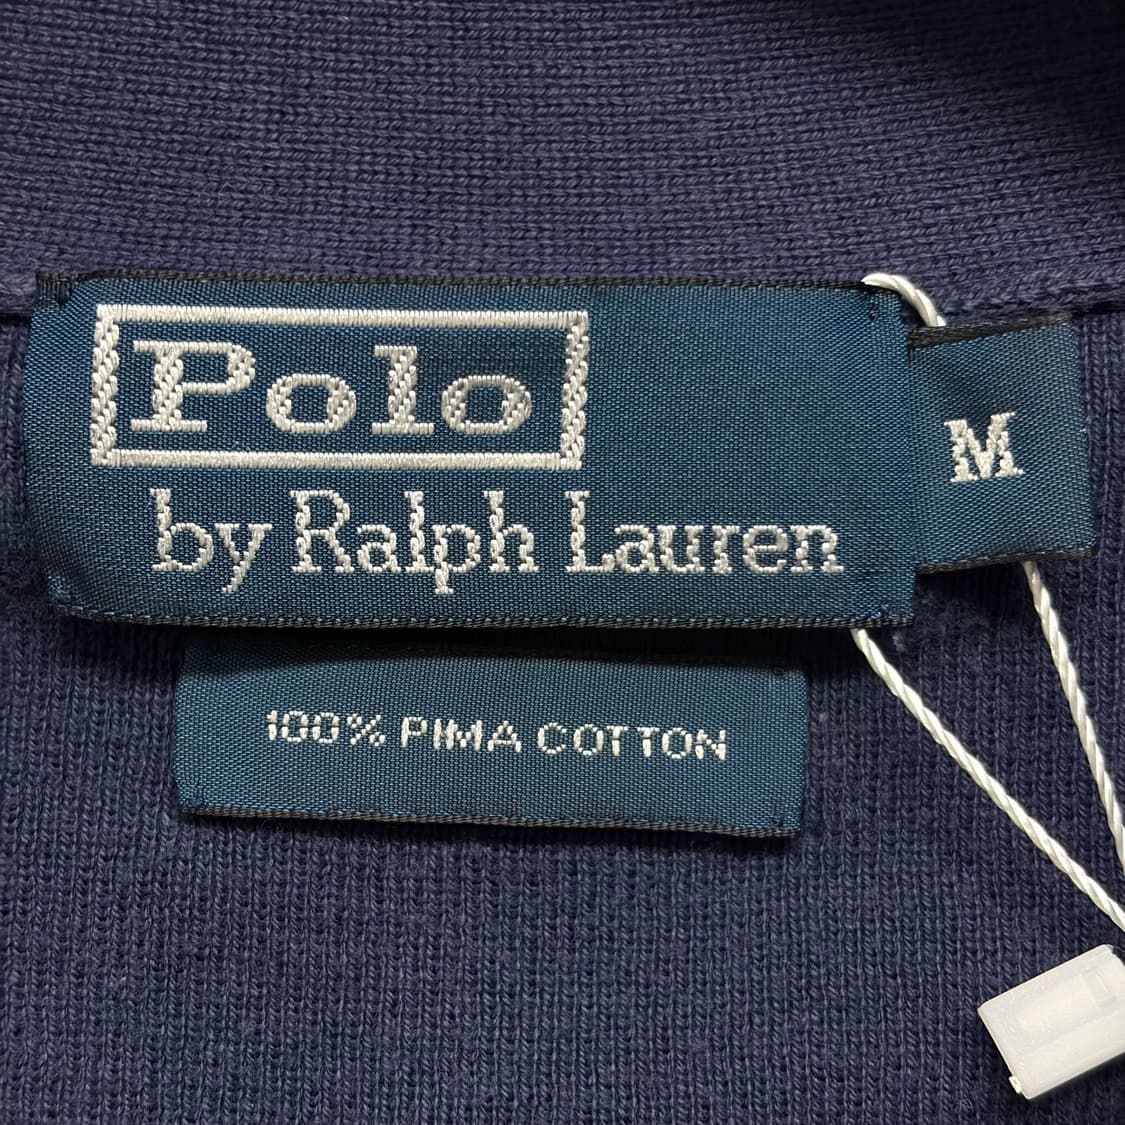 Polo
by Ralph Lauren
M
100% PIMA COTTON